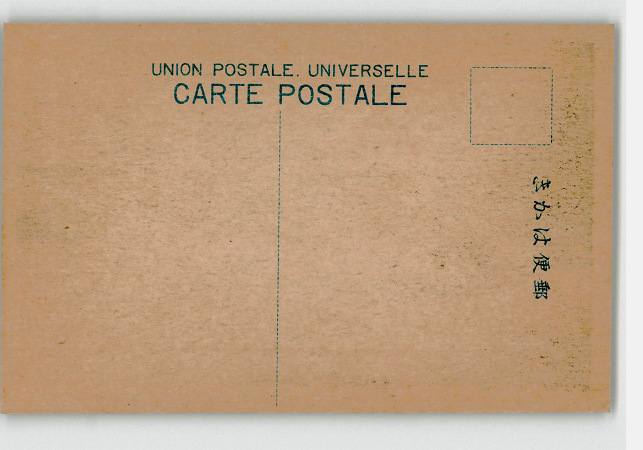 UNION POSTALE. UNIVERSELLE
CARTE POSTALE
きかは便郵